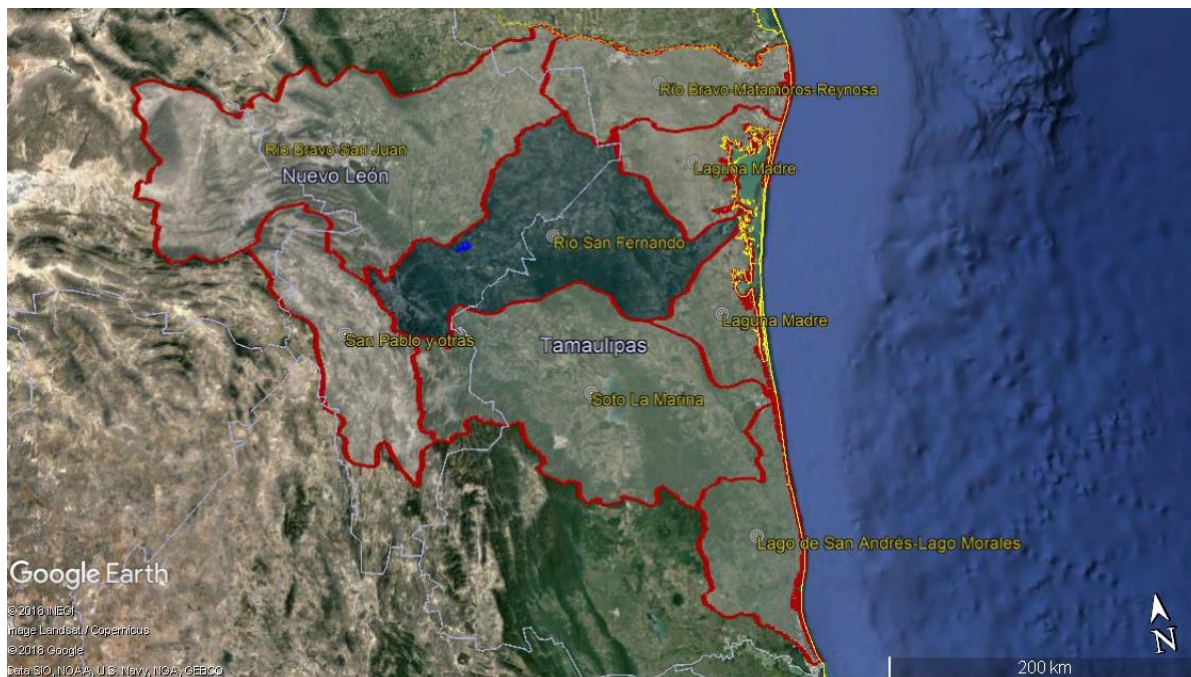 Río Bravo-Matamoros-Reynosa
Río Bravo-San Juan
Nuevo León
Laguna Madre
Río San Fernando
Laguna Madre
San Pablo y otras
Tamaulipas
Soto La Marina
Lago de San Andrés-Lago Morales
Google Earth
© 2018 INEGI
Image Landsat / Copernicus
© 2018 Google
Data SIO, NOAA, U.S. Navy, NGA, GEBCO
N
200 km